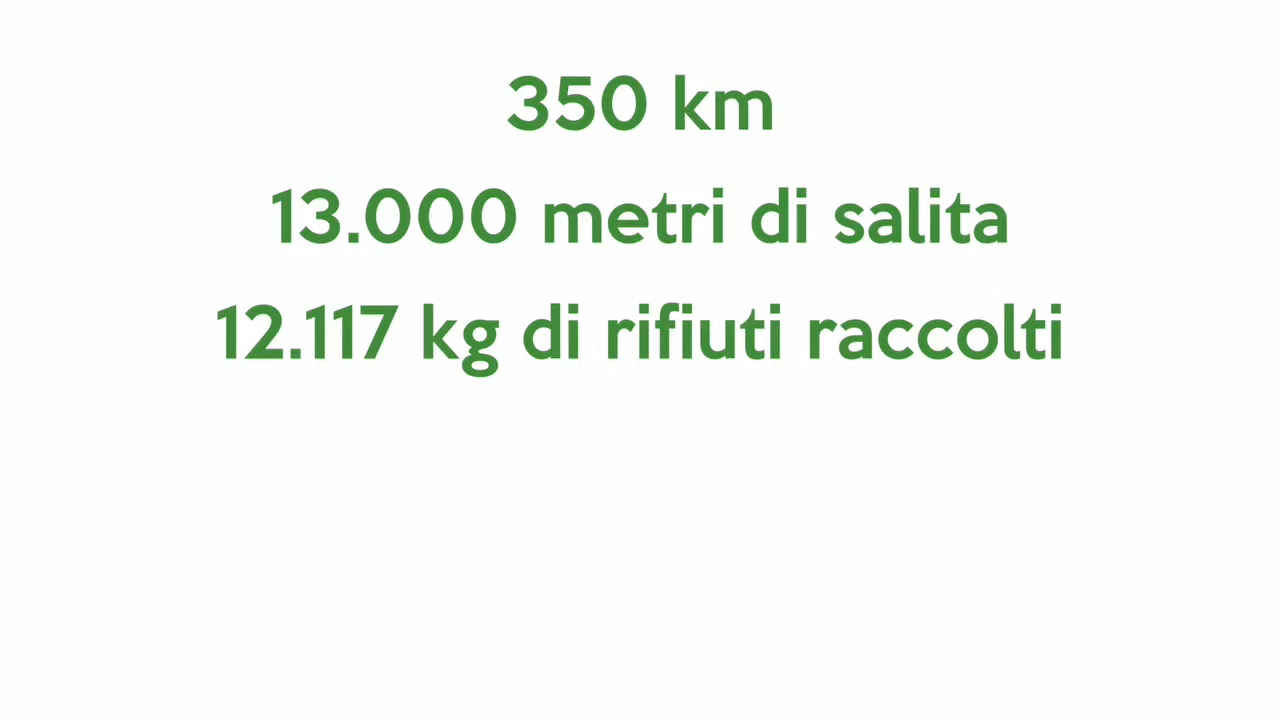 350 km
13.000 metri di salita
12.117 kg di rifiuti raccolti